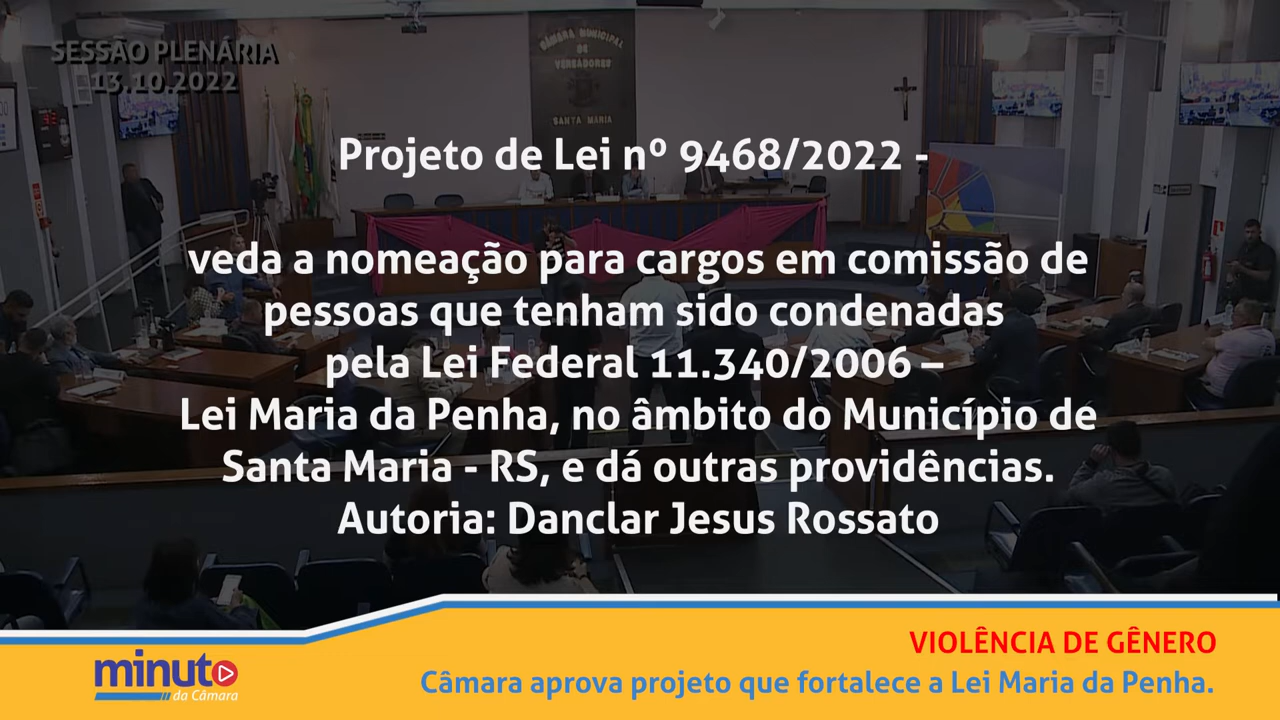 SESSÃO PLENÁRIA
13.10.2022
CÂMARA MUNICIPAL
DE
VEREADORES
SANTA MARIA
Projeto de Lei nº 9468/2022 -
veda a nomeação para cargos em comissão de
pessoas que tenham sido condenadas
pela Lei Federal 11.340/2006 –
Lei Maria da Penha, no âmbito do Município de
Santa Maria - RS, e dá outras providências.
Autoria: Danclar Jesus Rossato
VIOLÊNCIA DE GÊNERO
Câmara aprova projeto que fortalece a Lei Maria da Penha.
minuto
da Câmara